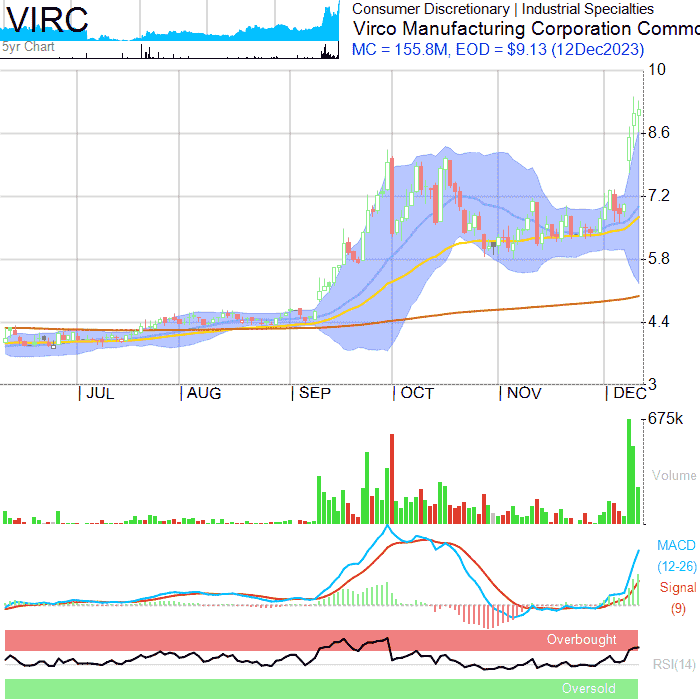 VIRC
5yr Chart
Consumer Discretionary | Industrial Specialties
Virco Manufacturing Corporation Commo
MC = 155.8M, EOD = $9.13 (12Dec2023)
10
8.6
7.2
5.8
4.4
3
JUL AUG SEP OCT NOV DEC
675k
Volume
MACD
(12-26)
Signal
(9)
Overbought
RSI(14)
Oversold